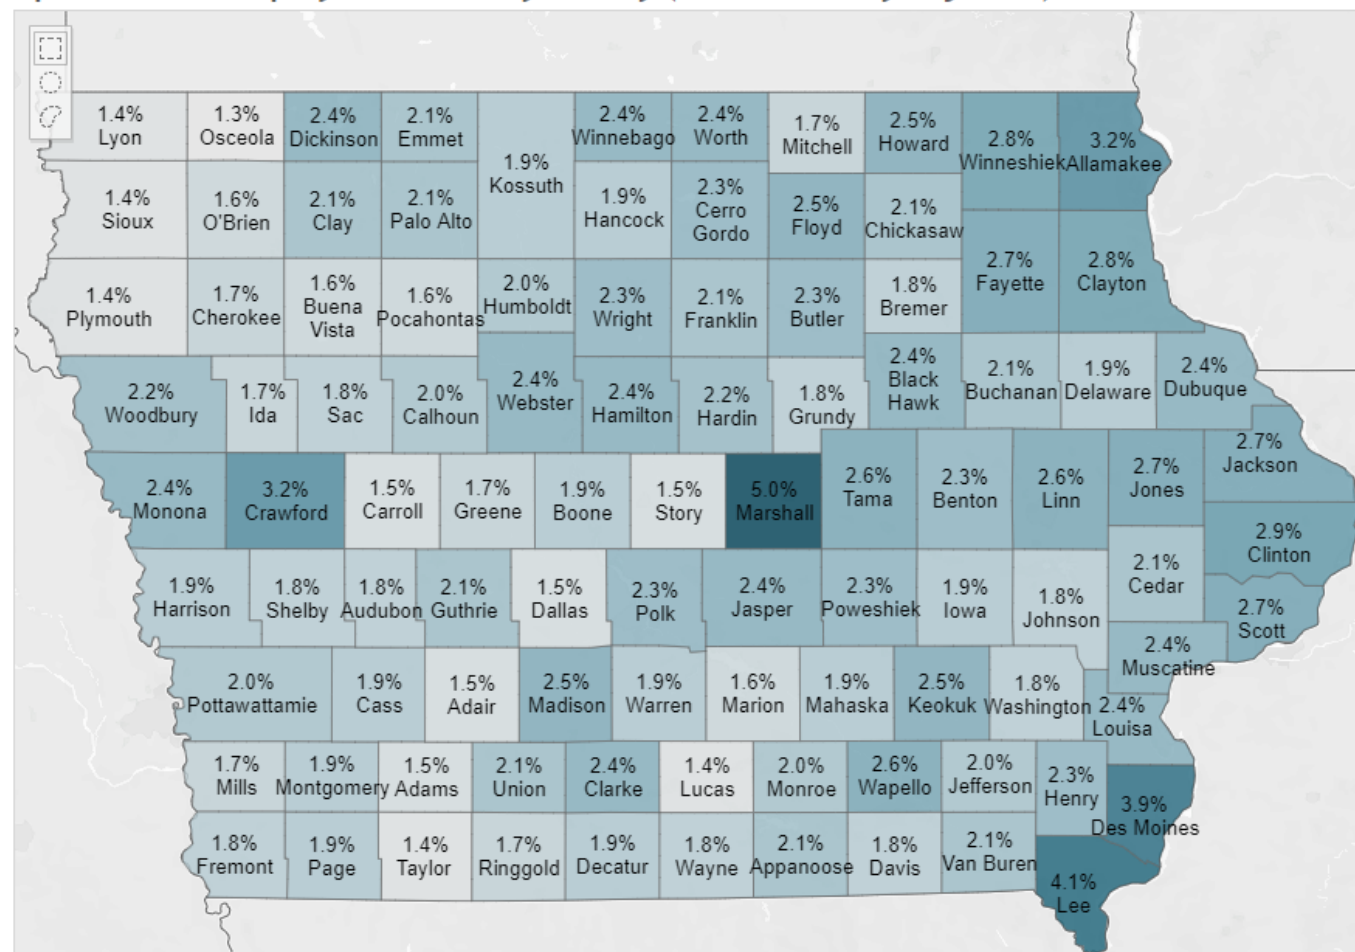 1.4%
Lyon
1.3%
Osceola
2.4%
Dickinson
2.1%
Emmet
1.9%
Kossuth
2.4%
Winnebago
2.4%
Worth
1.7%
Mitchell
2.5%
Howard
2.8%
Winneshiek
3.2%
Allamakee
1.4%
Sioux
1.6%
O'Brien
2.1%
Clay
2.1%
Palo Alto
1.9%
Hancock
2.3%
Cerro
Gordo
2.5%
Floyd
2.1%
Chickasaw
2.7%
Fayette
2.8%
Clayton
1.4%
Plymouth
1.7%
Cherokee
1.6%
Buena
Vista
1.6%
Pocahontas
2.0%
Humboldt
2.3%
Wright
2.1%
Franklin
2.3%
Butler
1.8%
Bremer
2.2%
Woodbury
1.7%
Ida
1.8%
Sac
2.0%
Calhoun
2.4%
Webster
2.4%
Hamilton
2.2%
Hardin
1.8%
Grundy
2.4%
Black
Hawk
2.1%
Buchanan
1.9%
Delaware
2.4%
Dubuque
2.4%
Monona
3.2%
Crawford
1.5%
Carroll
1.7%
Greene
1.9%
Boone
1.5%
Story
5.0%
Marshall
2.6%
Tama
2.3%
Benton
2.6%
Linn
2.7%
Jones
2.7%
Jackson
2.9%
Clinton
1.9%
Harrison
1.8%
Shelby
1.8%
Audubon
2.1%
Guthrie
1.5%
Dallas
2.3%
Polk
2.4%
Jasper
2.3%
Poweshiek
1.9%
Iowa
1.8%
Johnson
2.1%
Cedar
2.7%
Scott
2.4%
Muscatine
2.0%
Pottawattamie
1.9%
Cass
1.5%
Adair
2.5%
Madison
1.9%
Warren
1.6%
Marion
1.9%
Mahaska
2.5%
Keokuk
1.8%
Washington
2.4%
Louisa
1.7%
Mills
1.9%
Montgomery
1.5%
Adams
2.1%
Union
2.4%
Clarke
1.4%
Lucas
2.0%
Monroe
2.6%
Wapello
2.0%
Jefferson
2.3%
Henry
3.9%
Des Moines
1.8%
Fremont
1.9%
Page
1.4%
Taylor
1.7%
Ringgold
1.9%
Decatur
1.8%
Wayne
2.1%
Appanoose
1.8%
Davis
2.1%
Van Buren
4.1%
Lee